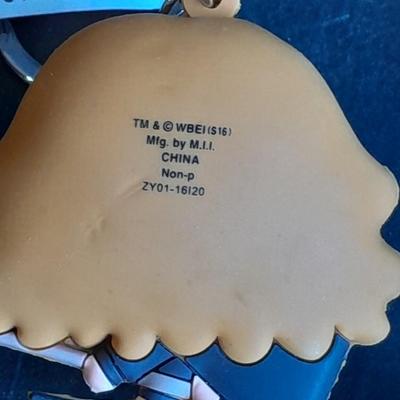 TM & © WBEI (S16)
Mfg. by M.I.I.
CHINA
Non-p
ZY01-16I20